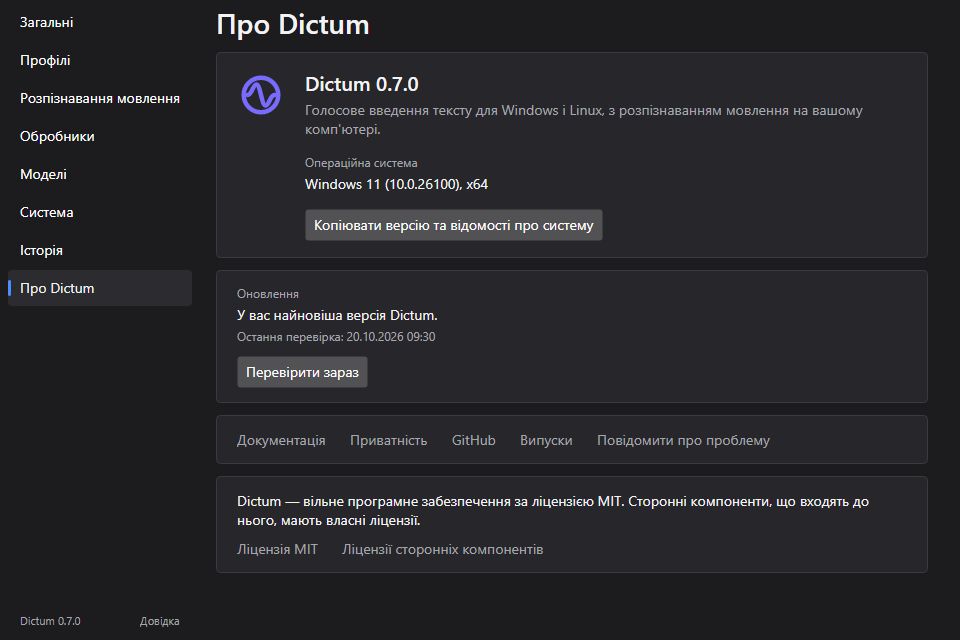 Загальні
Профілі
Розпізнавання мовлення
Обробники
Моделі
Система
Історія
Про Dictum
Dictum 0.7.0
Довідка
Про Dictum
Dictum 0.7.0
Голосове введення тексту для Windows і Linux, з розпізнаванням мовлення на вашому
комп'ютері.
Операційна система
Windows 11 (10.0.26100), x64
Копіювати версію та відомості про систему
Оновлення
У вас найновіша версія Dictum.
Остання перевірка: 20.10.2026 09:30
Перевірити зараз
Документація Приватність GitHub Випуски Повідомити про проблему
Dictum — вільне програмне забезпечення за ліцензією MIT. Сторонні компоненти, що входять до
нього, мають власні ліцензії.
Ліцензія MIT Ліцензії сторонніх компонентів